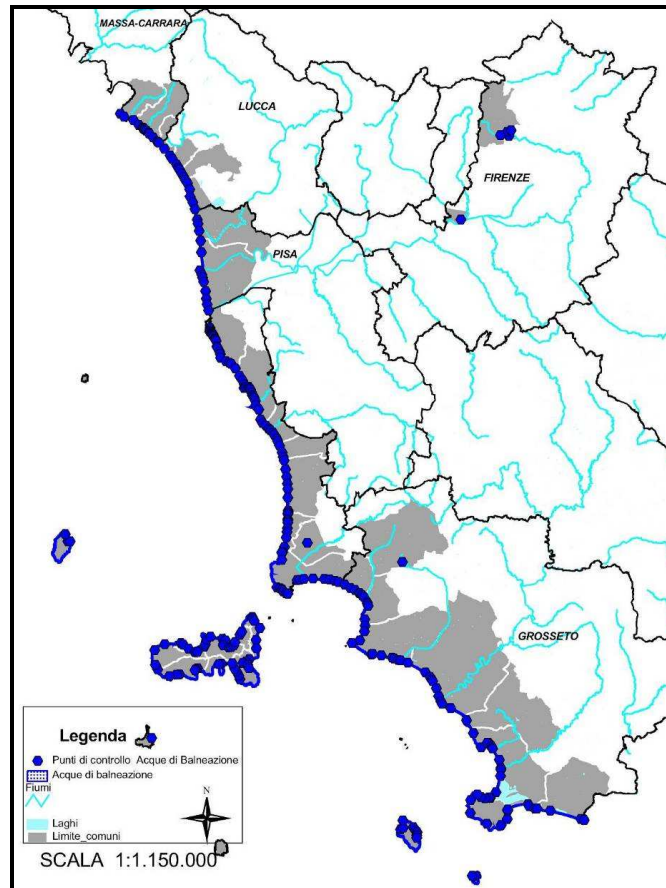 MASSA-CARRARA
LUCCA
FIRENZE
PISA
GROSSETO
Legenda
Punti di controllo Acque di Balneazione
Acque di balneazione
Fiumi
N
Laghi
Limite_comuni
SCALA 1:1.150.000